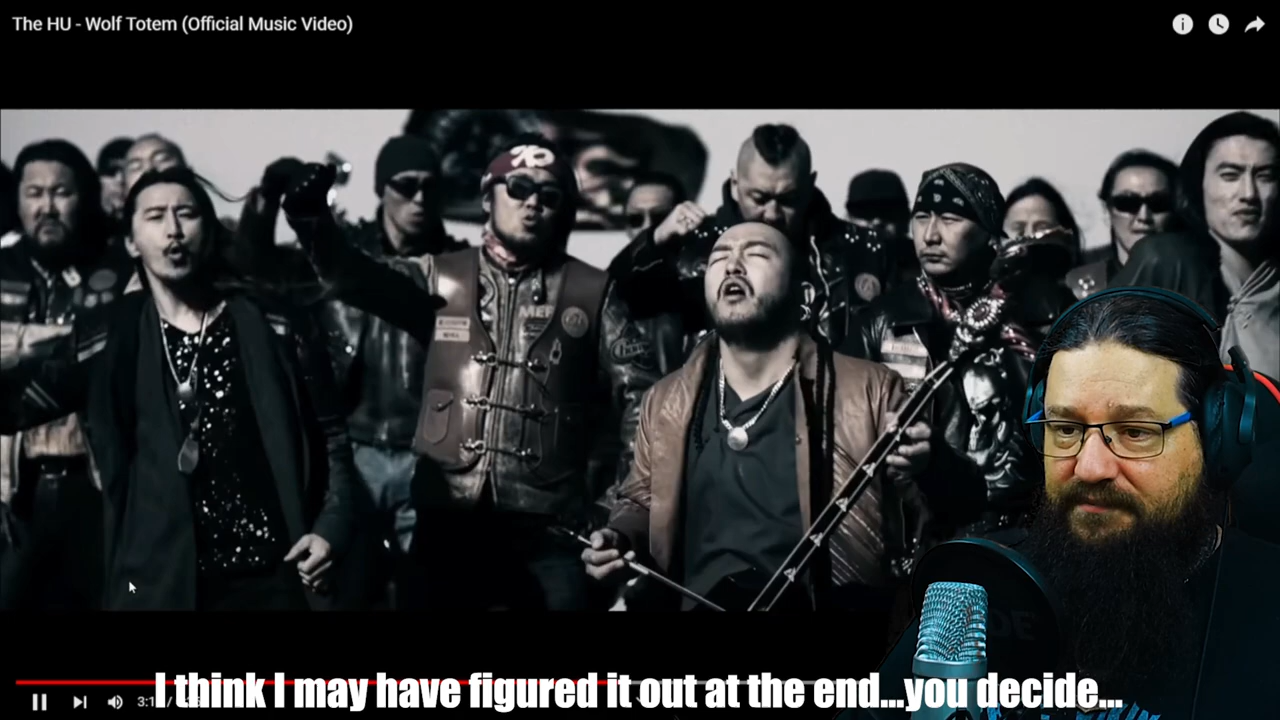 The HU - Wolf Totem (Official Music Video)
I think I may have figured it out at the end...you decide...